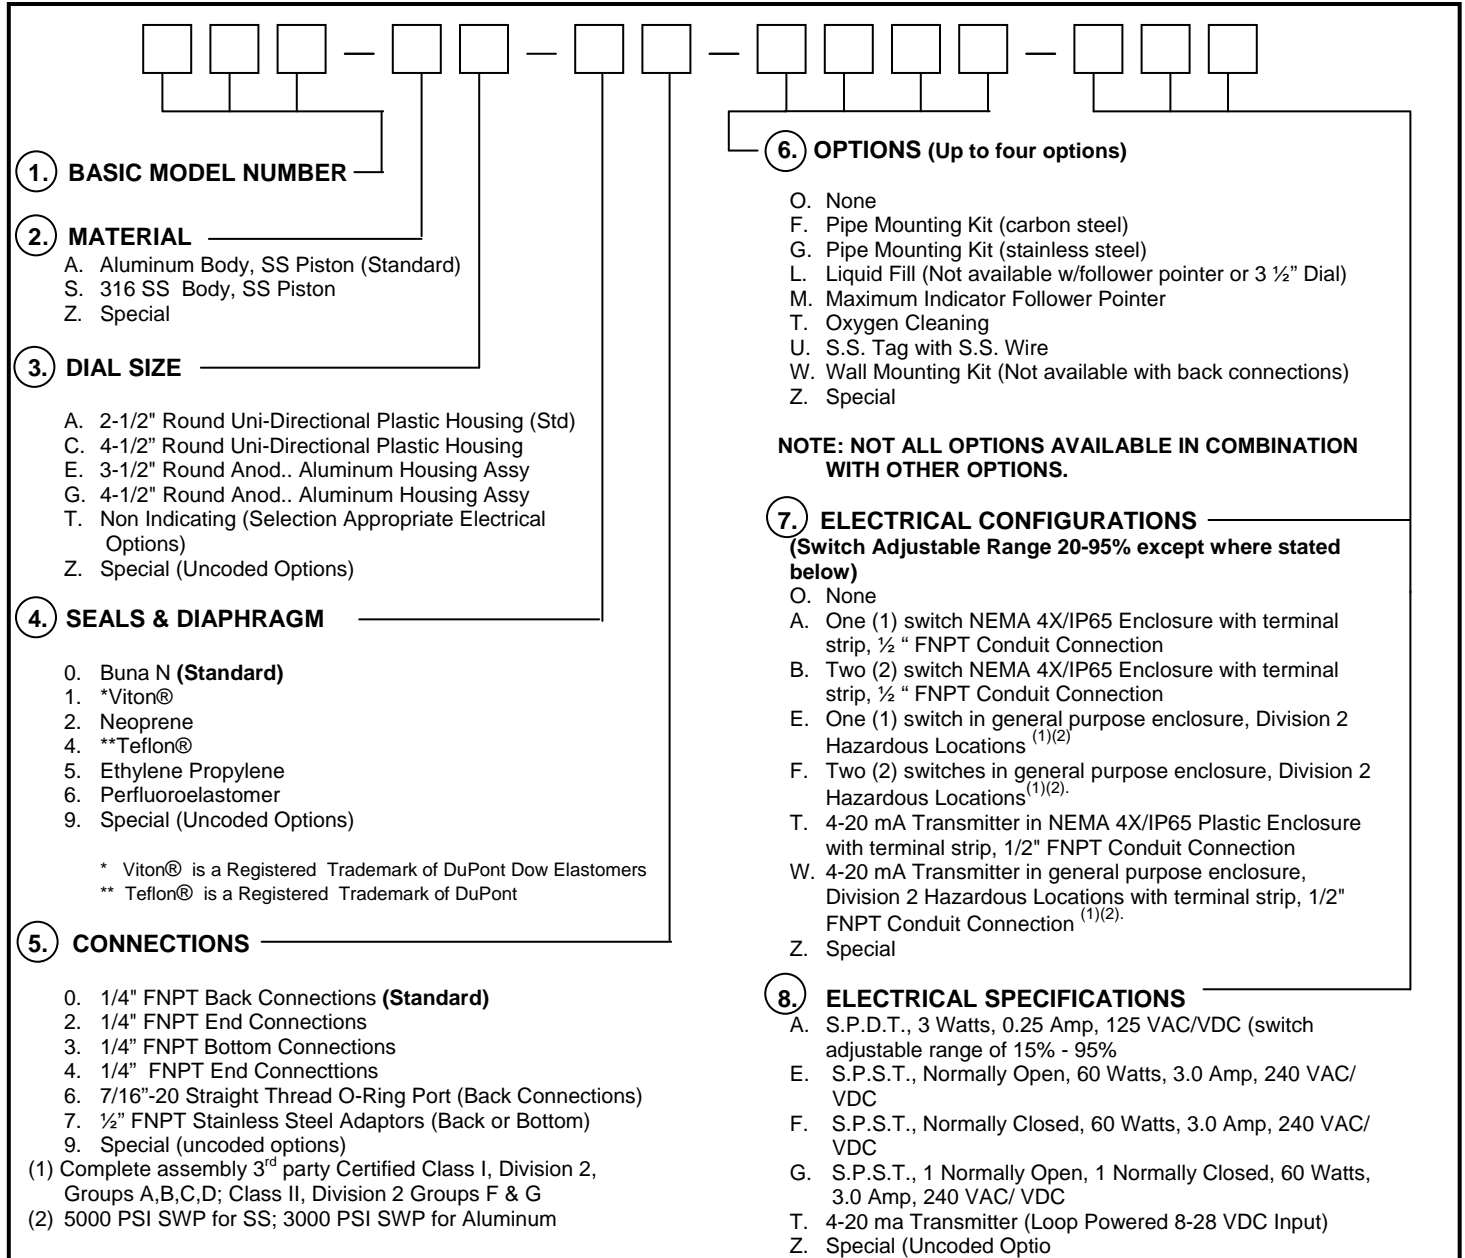 1. BASIC MODEL NUMBER
2. MATERIAL
A. Aluminum Body, SS Piston (Standard)
S. 316 SS Body, SS Piston
Z. Special
3. DIAL SIZE
A. 2-1/2" Round Uni-Directional Plastic Housing (Std)
C. 4-1/2” Round Uni-Directional Plastic Housing
E. 3-1/2" Round Anod.. Aluminum Housing Assy
G. 4-1/2" Round Anod.. Aluminum Housing Assy
T. Non Indicating (Selection Appropriate Electrical
Options)
Z. Special (Uncoded Options)
4. SEALS & DIAPHRAGM
0. Buna N (Standard)
1. *Viton®
2. Neoprene
4. **Teflon®
5. Ethylene Propylene
6. Perfluoroelastomer
9. Special (Uncoded Options)
* Viton® is a Registered Trademark of DuPont Dow Elastomers
** Teflon® is a Registered Trademark of DuPont
5. CONNECTIONS
0. 1/4" FNPT Back Connections (Standard)
2. 1/4" FNPT End Connections
3. 1/4” FNPT Bottom Connections
4. 1/4” FNPT End Connecttions
6. 7/16”-20 Straight Thread O-Ring Port (Back Connections)
7. ½” FNPT Stainless Steel Adaptors (Back or Bottom)
9. Special (uncoded options)
(1) Complete assembly 3rd party Certified Class I, Division 2,
Groups A,B,C,D; Class II, Division 2 Groups F & G
(2) 5000 PSI SWP for SS; 3000 PSI SWP for Aluminum
6. OPTIONS (Up to four options)
O. None
F. Pipe Mounting Kit (carbon steel)
G. Pipe Mounting Kit (stainless steel)
L. Liquid Fill (Not available w/follower pointer or 3 ½” Dial)
M. Maximum Indicator Follower Pointer
T. Oxygen Cleaning
U. S.S. Tag with S.S. Wire
W. Wall Mounting Kit (Not available with back connections)
Z. Special
NOTE: NOT ALL OPTIONS AVAILABLE IN COMBINATION
WITH OTHER OPTIONS.
7. ELECTRICAL CONFIGURATIONS
(Switch Adjustable Range 20-95% except where stated
below)
O. None
A. One (1) switch NEMA 4X/IP65 Enclosure with terminal
strip, ½ “ FNPT Conduit Connection
B. Two (2) switch NEMA 4X/IP65 Enclosure with terminal
strip, ½ “ FNPT Conduit Connection
E. One (1) switch in general purpose enclosure, Division 2
Hazardous Locations (1)(2)
F. Two (2) switches in general purpose enclosure, Division 2
Hazardous Locations(1)(2).
T. 4-20 mA Transmitter in NEMA 4X/IP65 Plastic Enclosure
with terminal strip, 1/2" FNPT Conduit Connection
W. 4-20 mA Transmitter in general purpose enclosure,
Division 2 Hazardous Locations with terminal strip, 1/2"
FNPT Conduit Connection (1)(2).
Z. Special
8. ELECTRICAL SPECIFICATIONS
A. S.P.D.T., 3 Watts, 0.25 Amp, 125 VAC/VDC (switch
adjustable range of 15% - 95%
E. S.P.S.T., Normally Open, 60 Watts, 3.0 Amp, 240 VAC/
VDC
F. S.P.S.T., Normally Closed, 60 Watts, 3.0 Amp, 240 VAC/
VDC
G. S.P.S.T., 1 Normally Open, 1 Normally Closed, 60 Watts,
3.0 Amp, 240 VAC/ VDC
T. 4-20 ma Transmitter (Loop Powered 8-28 VDC Input)
Z. Special (Uncoded Optio